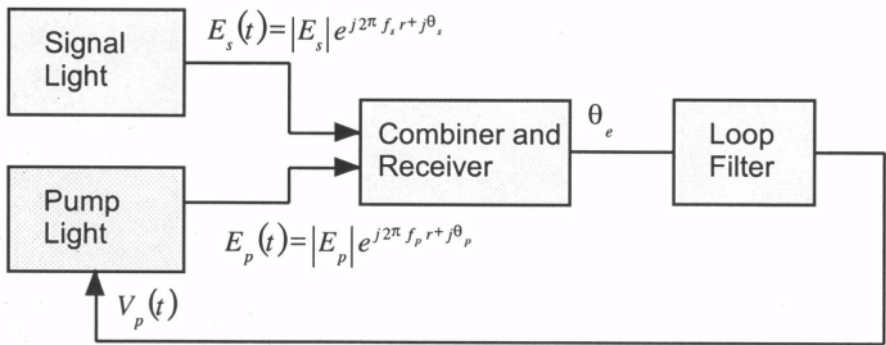 Signal
Light
E_s(t)=|E_s|e^{j2π f_s r+jθ_s}
Combiner and
Receiver
θ_e
Loop
Filter
Pump
Light
E_p(t)=|E_p|e^{j2π f_p r+jθ_p}
V_p(t)